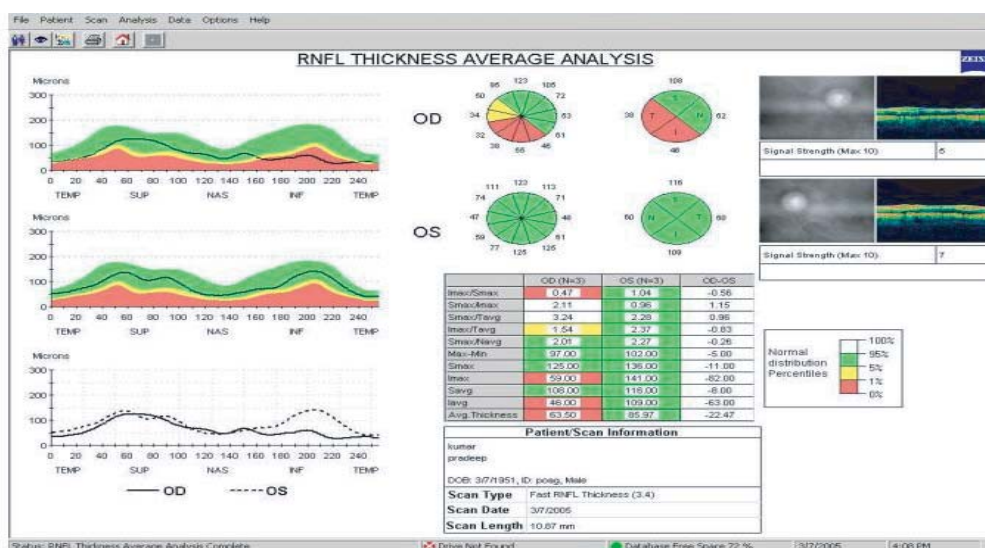 File Patient Scan Analysis Data Options Help
RNFL THICKNESS AVERAGE ANALYSIS
ZEISS
Microns
300
200
100
0
0 20 40 60 80 100 120 140 160 180 200 220 240
TEMP SUP NAS INF TEMP
OD
123
105
72
63
61
46
55
38
32
34
50
108
38 T N 62
I
46
Signal Strength (Max 10) 5
Microns
300
200
100
0
0 20 40 60 80 100 120 140 160 180 200 220 240
TEMP SUP NAS INF TEMP
OS
123
113
71
48
61
126
125
77
59
47
74
111
116
60 N T 60
I
109
Signal Strength (Max 10) 7
Microns
300
200
100
0
0 20 40 60 80 100 120 140 160 180 200 220 240
TEMP SUP NAS INF TEMP
OD OS
OD (N=3) OS (N=3) OD-OS
Imax/Smax 0.47 1.04 -0.56
Smax/Imax 2.11 0.96 1.15
Smax/Tavg 3.24 2.28 0.96
Imax/Tavg 1.54 2.37 -0.83
Smax/Navg 2.01 2.27 -0.26
Max-Min 97.00 102.00 -5.00
Smax 125.00 136.00 -11.00
Imax 59.00 141.00 -82.00
Savg 108.00 116.00 -8.00
Iavg 46.00 109.00 -63.00
Avg.Thickness 63.50 85.97 -22.47
Normal distribution Percentiles
100%
95%
5%
1%
0%
Patient/Scan Information
kumar
pradeep
DOB: 3/7/1951, ID: poag, Male
Scan Type Fast RNFL Thickness (3.4)
Scan Date 3/7/2005
Scan Length 10.87 mm
Status: RNFL Thickness Average Analysis Complete Drive Not Found Database Free Space 72 % 3/7/2005 4:08 PM